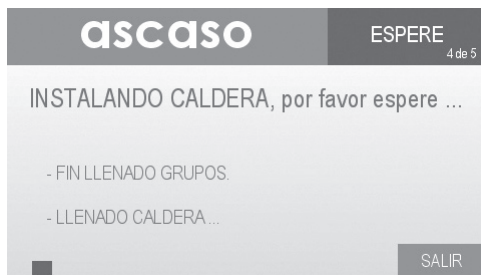 ascaso
ESPERE
4 de 5
INSTALANDO CALDERA, por favor espere ...
- FIN LLENADO GRUPOS.
- LLENADO CALDERA ...
SALIR